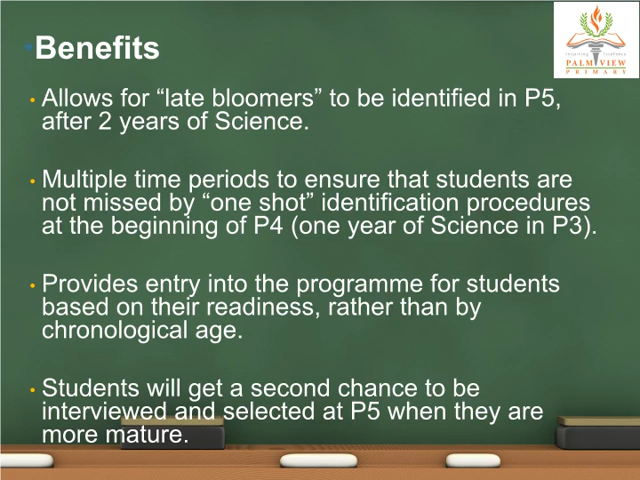 Benefits
Inspiring Excellence
PALM VIEW
PRIMARY
• Allows for “late bloomers” to be identified in P5,
after 2 years of Science.
• Multiple time periods to ensure that students are
not missed by “one shot” identification procedures
at the beginning of P4 (one year of Science in P3).
• Provides entry into the programme for students
based on their readiness, rather than by
chronological age.
• Students will get a second chance to be
interviewed and selected at P5 when they are
more mature.